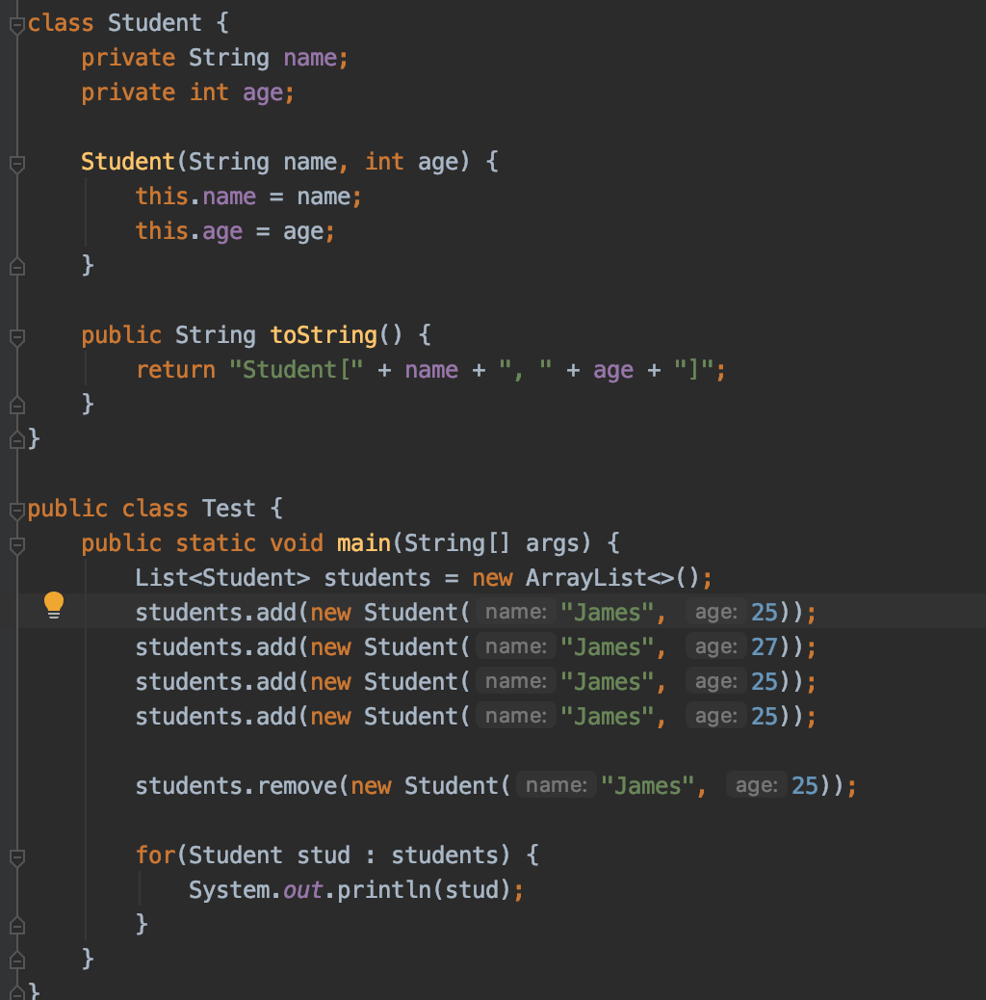 class Student {
    private String name;
    private int age;

    Student(String name, int age) {
        this.name = name;
        this.age = age;
    }

    public String toString() {
        return "Student[" + name + ", " + age + "]";
    }
}

public class Test {
    public static void main(String[] args) {
        List<Student> students = new ArrayList<>();
        students.add(new Student( name: "James", age: 25));
        students.add(new Student( name: "James", age: 27));
        students.add(new Student( name: "James", age: 25));
        students.add(new Student( name: "James", age: 25));

        students.remove(new Student( name: "James", age: 25));

        for(Student stud : students) {
            System.out.println(stud);
        }
    }
}